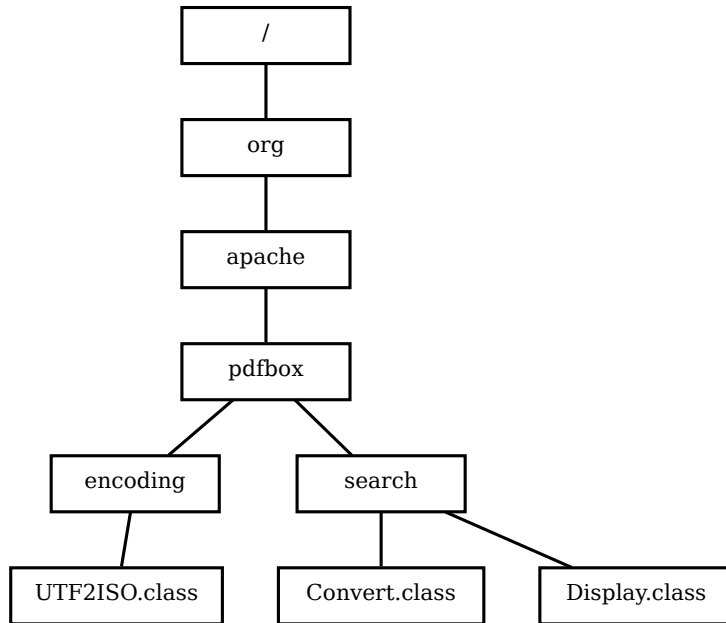 /
org
apache
pdfbox
encoding search
UTF2ISO.class Convert.class Display.class